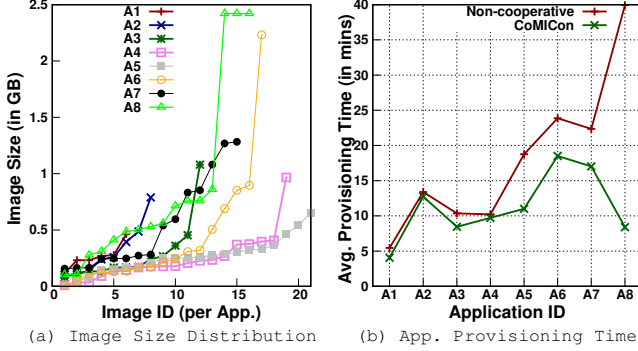 Image Size (in GB)
2.5
2
1.5
1
0.5
0
A1
A2
A3
A4
A5
A6
A7
A8
0 5 10 15 20
Image ID (per App.)
(a) Image Size Distribution
Avg. Provisioning Time (in mins)
40
35
30
25
20
15
10
5
0
Non-cooperative
CoMICon
A1 A2 A3 A4 A5 A6 A7 A8
Application ID
(b) App. Provisioning Time